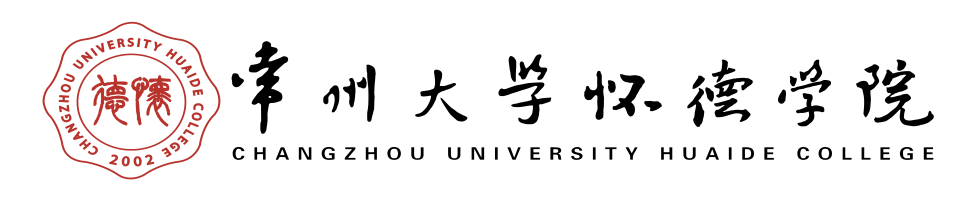 CHANGZHOU UNIVERSITY HUAIDE COLLEGE
德懷
2002
常州大学怀德学院
CHANGZHOU UNIVERSITY HUAIDE COLLEGE